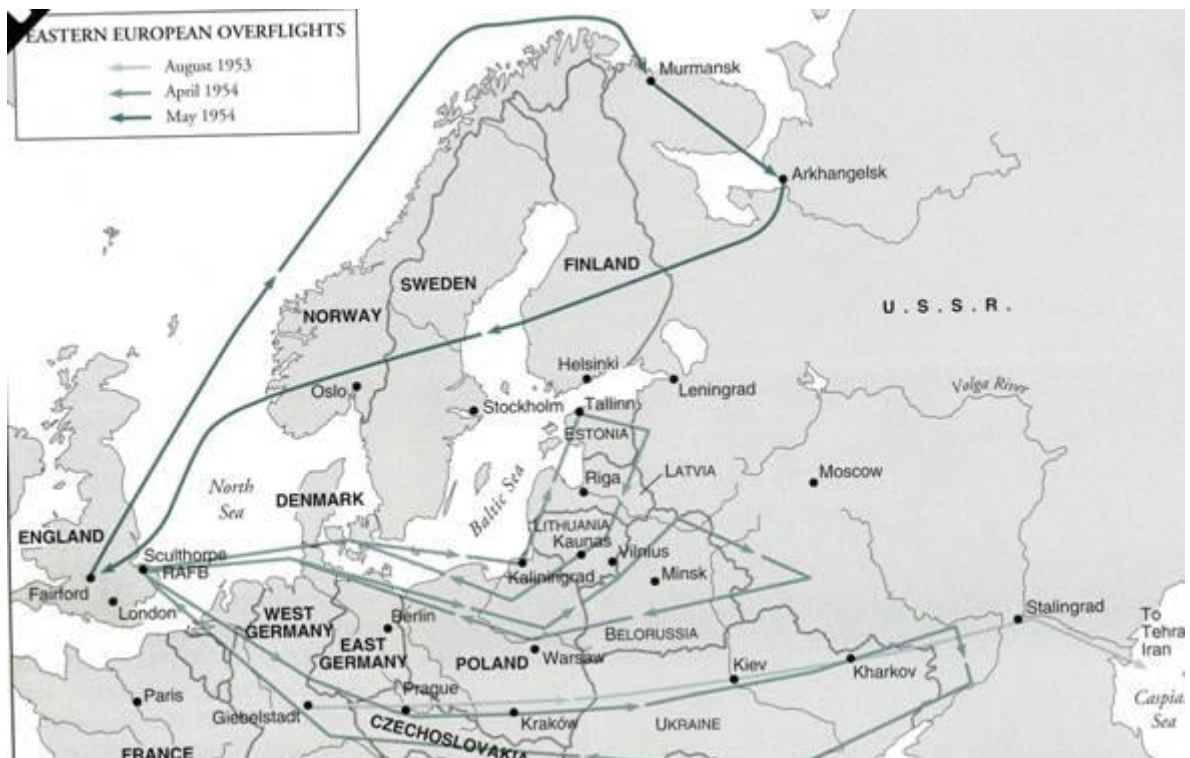 EASTERN EUROPEAN OVERFLIGHTS
August 1953
April 1954
May 1954
Murmansk
Arkhangelsk
FINLAND
SWEDEN
NORWAY
U.S.S.R.
Helsinki
Leningrad
Oslo
Stockholm
Tallinn
Volga River
ESTONIA
LATVIA
Moscow
Riga
North
Sea
DENMARK
Baltic Sea
LITHUANIA
Kaunas
Vilnius
ENGLAND
Sculthorpe
RAFB
Kaliningrad
Minsk
Fairford
London
WEST
GERMANY
Berlin
EAST
GERMANY
BELORUSSIA
Stalingrad
To
Tehra
Iran
POLAND
Warsaw
Kiev
Kharkov
Paris
Prague
Giebelstadt
Kraków
UKRAINE
Caspia
Sea
CZECHOSLOVAKIA
FRANCE